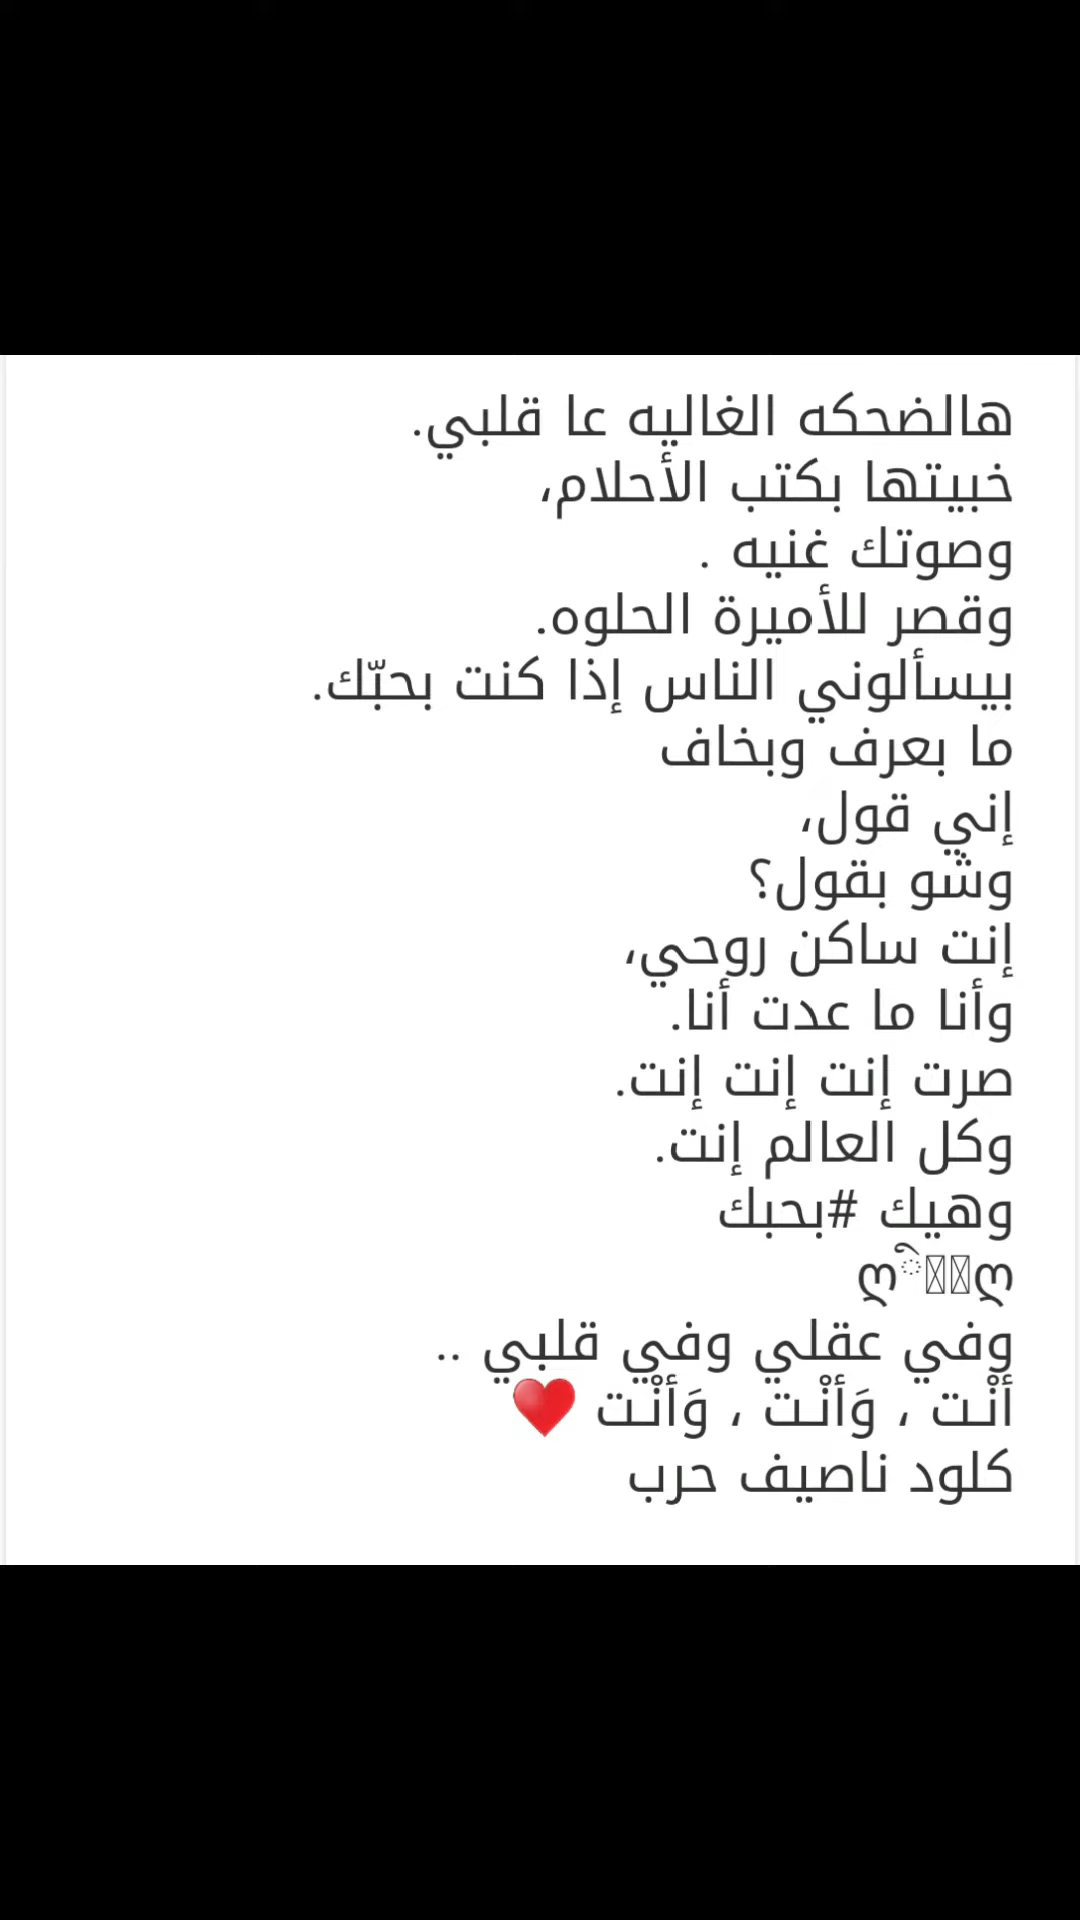 هالضحكه الغاليه عا قلبي.
خبيتها بكتب الأحلام،
وصوتك غنيه .
وقصر للأميرة الحلوه.
بيسألوني الناس إذا كنت بحبّك.
ما بعرف وبخاف
إني قول،
وشو بقول؟
إنت ساكن روحي،
وأنا ما عدت أنا.
صرت إنت إنت إنت.
وكل العالم إنت.
وهيك #بحبك
ღ ღ
وفي عقلي وفي قلبي ..
أنْـت ، وَأنْـت ، وَأنْـت ♥️
كلود ناصيف حرب